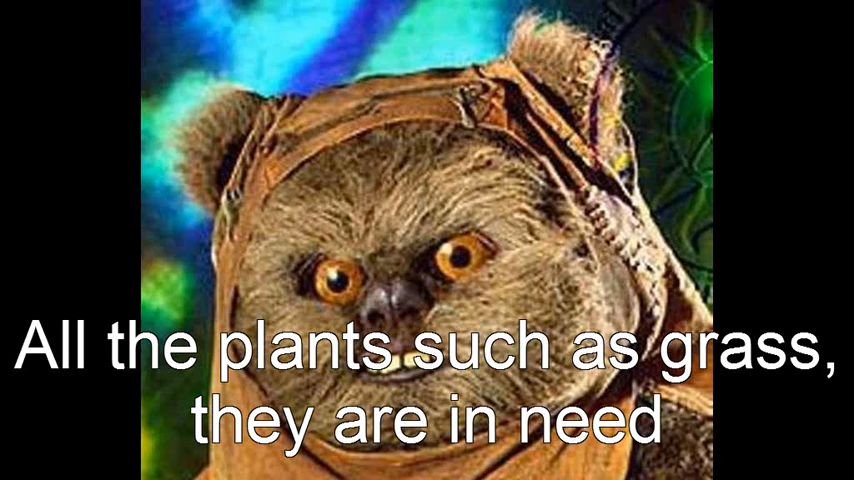 All the plants such as grass,
they are in need